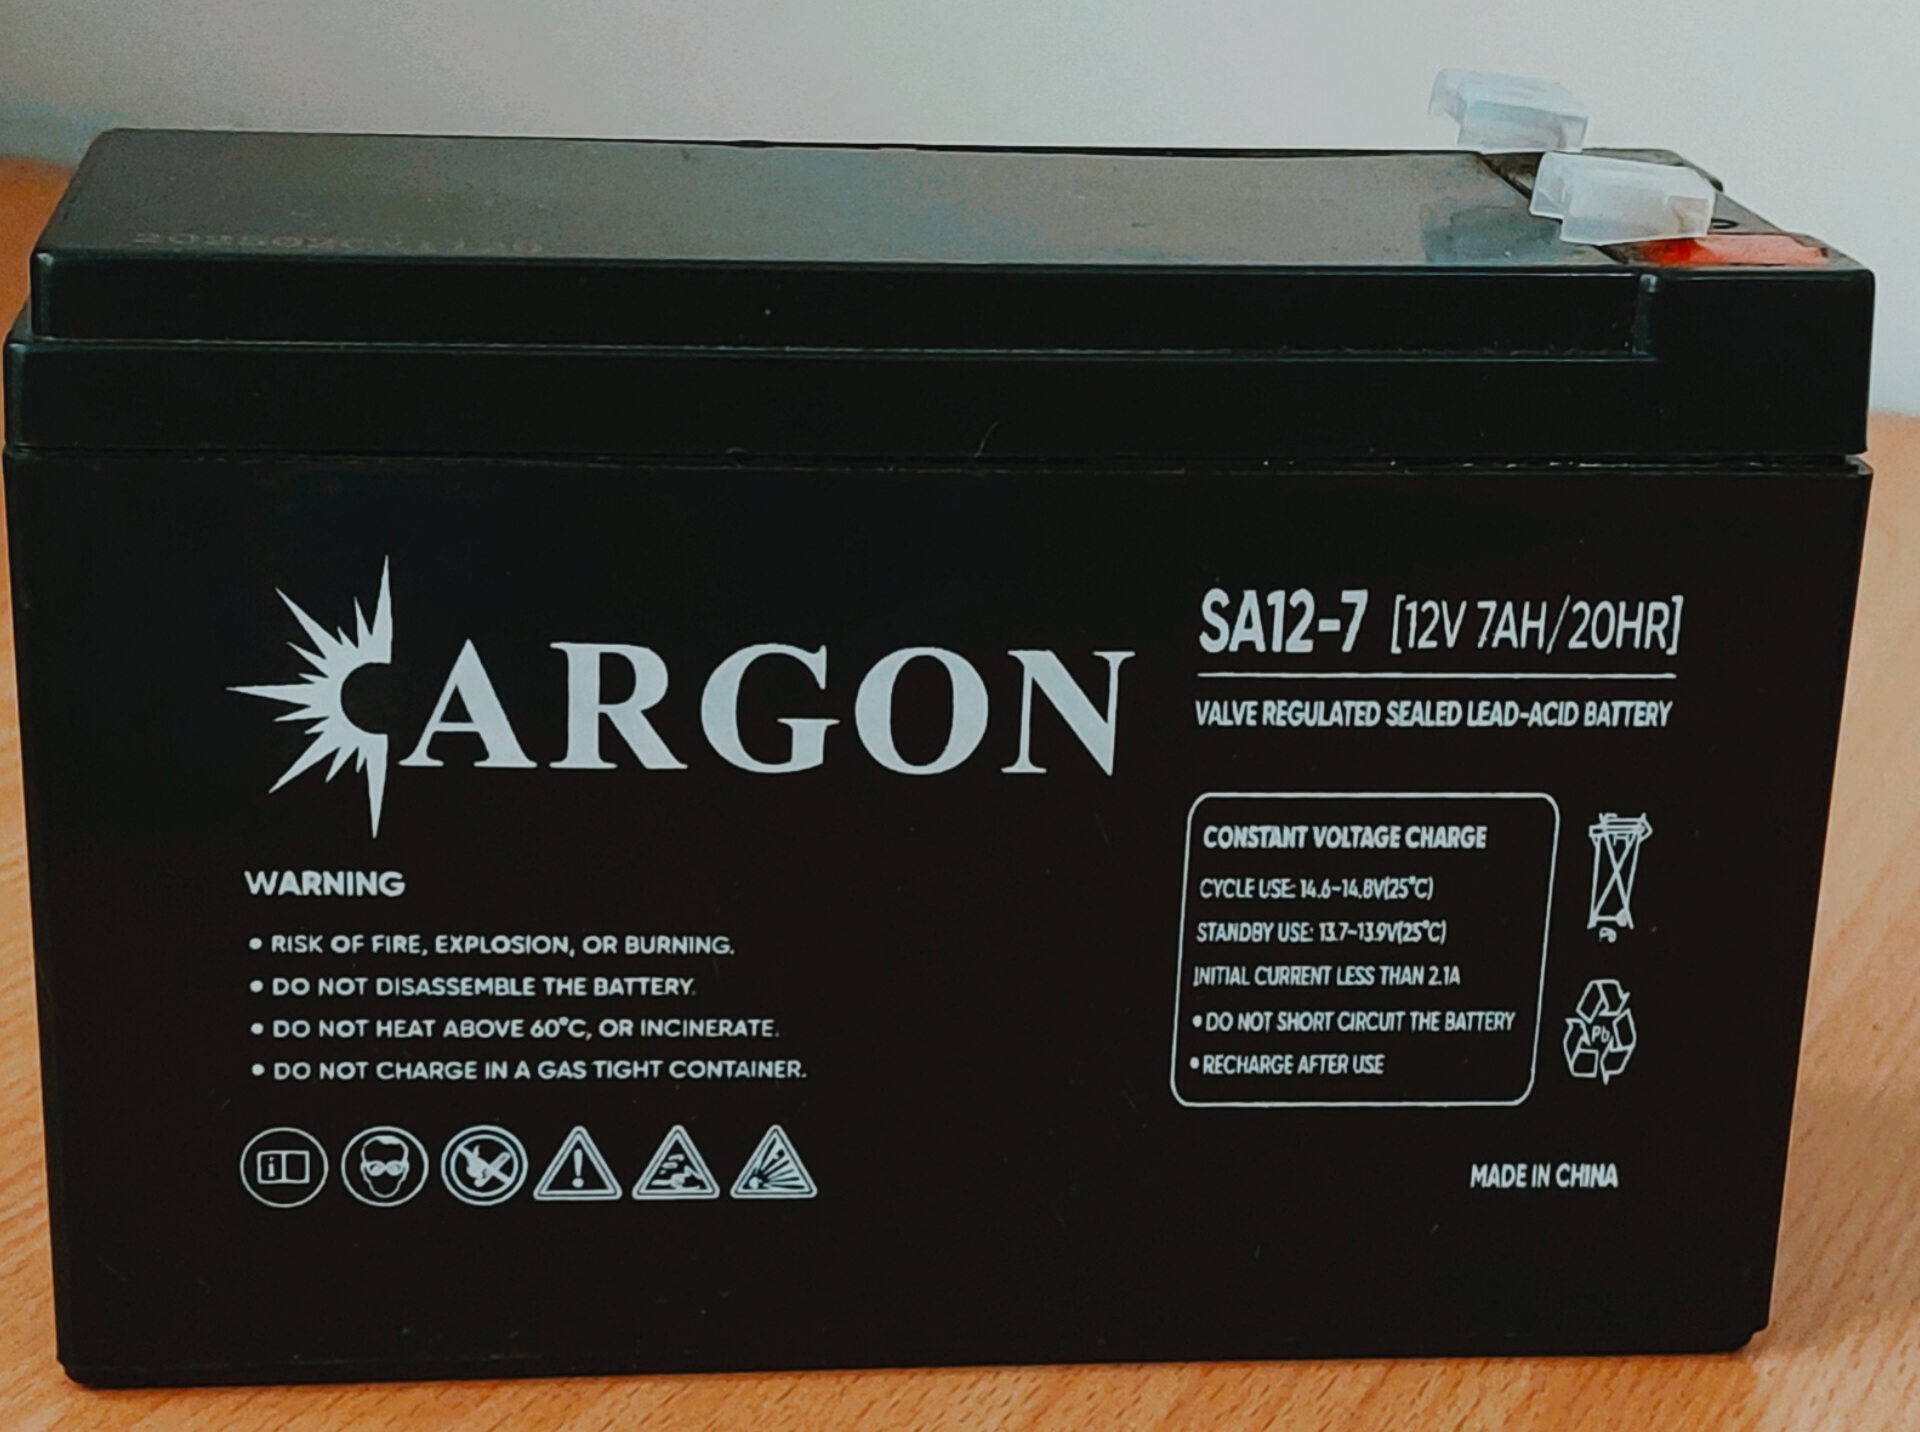 ARGON
SA12-7 [12V 7AH/20HR]
VALVE REGULATED SEALED LEAD-ACID BATTERY
CONSTANT VOLTAGE CHARGE
CYCLE USE: 14.6~14.8V(25°C)
STANDBY USE: 13.7~13.9V(25°C)
INITIAL CURRENT LESS THAN 2.1A
• DO NOT SHORT CIRCUIT THE BATTERY
• RECHARGE AFTER USE
Pb
Pb
WARNING
• RISK OF FIRE, EXPLOSION, OR BURNING.
• DO NOT DISASSEMBLE THE BATTERY.
• DO NOT HEAT ABOVE 60°C, OR INCINERATE.
• DO NOT CHARGE IN A GAS TIGHT CONTAINER.
MADE IN CHINA